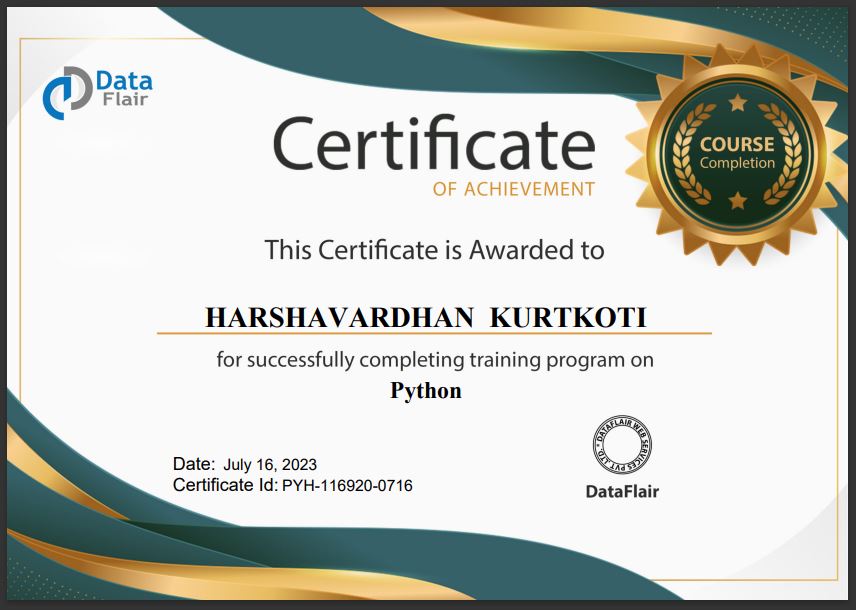 Data
Flair
Certificate
OF ACHIEVEMENT
COURSE
Completion
This Certificate is Awarded to
HARSHAVARDHAN KURTKOTI
for successfully completing training program on
Python
Date: July 16, 2023
Certificate Id: PYH-116920-0716
DATAFLAIR WEB SERVICES PVT. LTD.
DataFlair